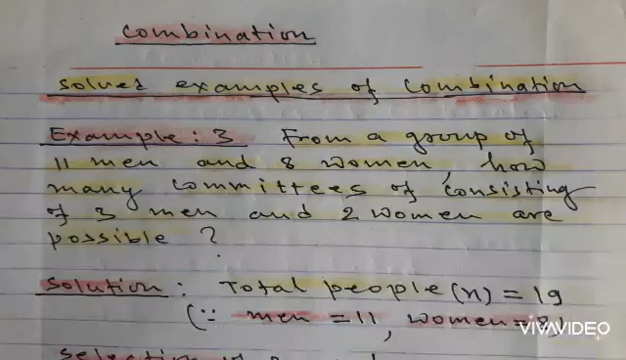 Combination
solved examples of Combination
Example: 3 From a group of
11 men and 8 women, how
many committees of consisting
of 3 men and 2 women are
possible ?
Solution: Total people (n) = 19
(∵ men = 11, women = 8)
VIVAVIDEO
selection